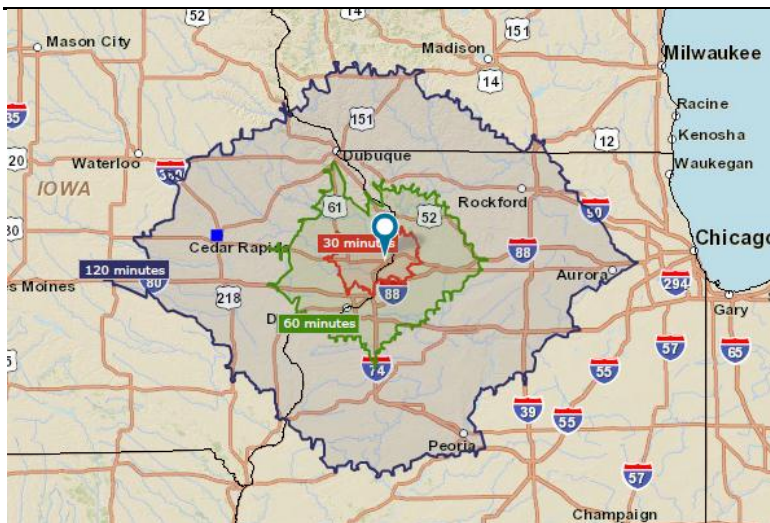 52
14
151
Mason City
Madison
Milwaukee
14
35
Racine
151
12
Kenosha
20
Waterloo
Dubuque
Waukegan
380
IOWA
61
52
Rockford
90
30
Cedar Rapids
30 minutes
88
Chicago
120 minutes
Aurora
es Moines
80
88
294
218
D
60 minutes
Gary
57
65
74
55
39
55
Peoria
57
Champaign